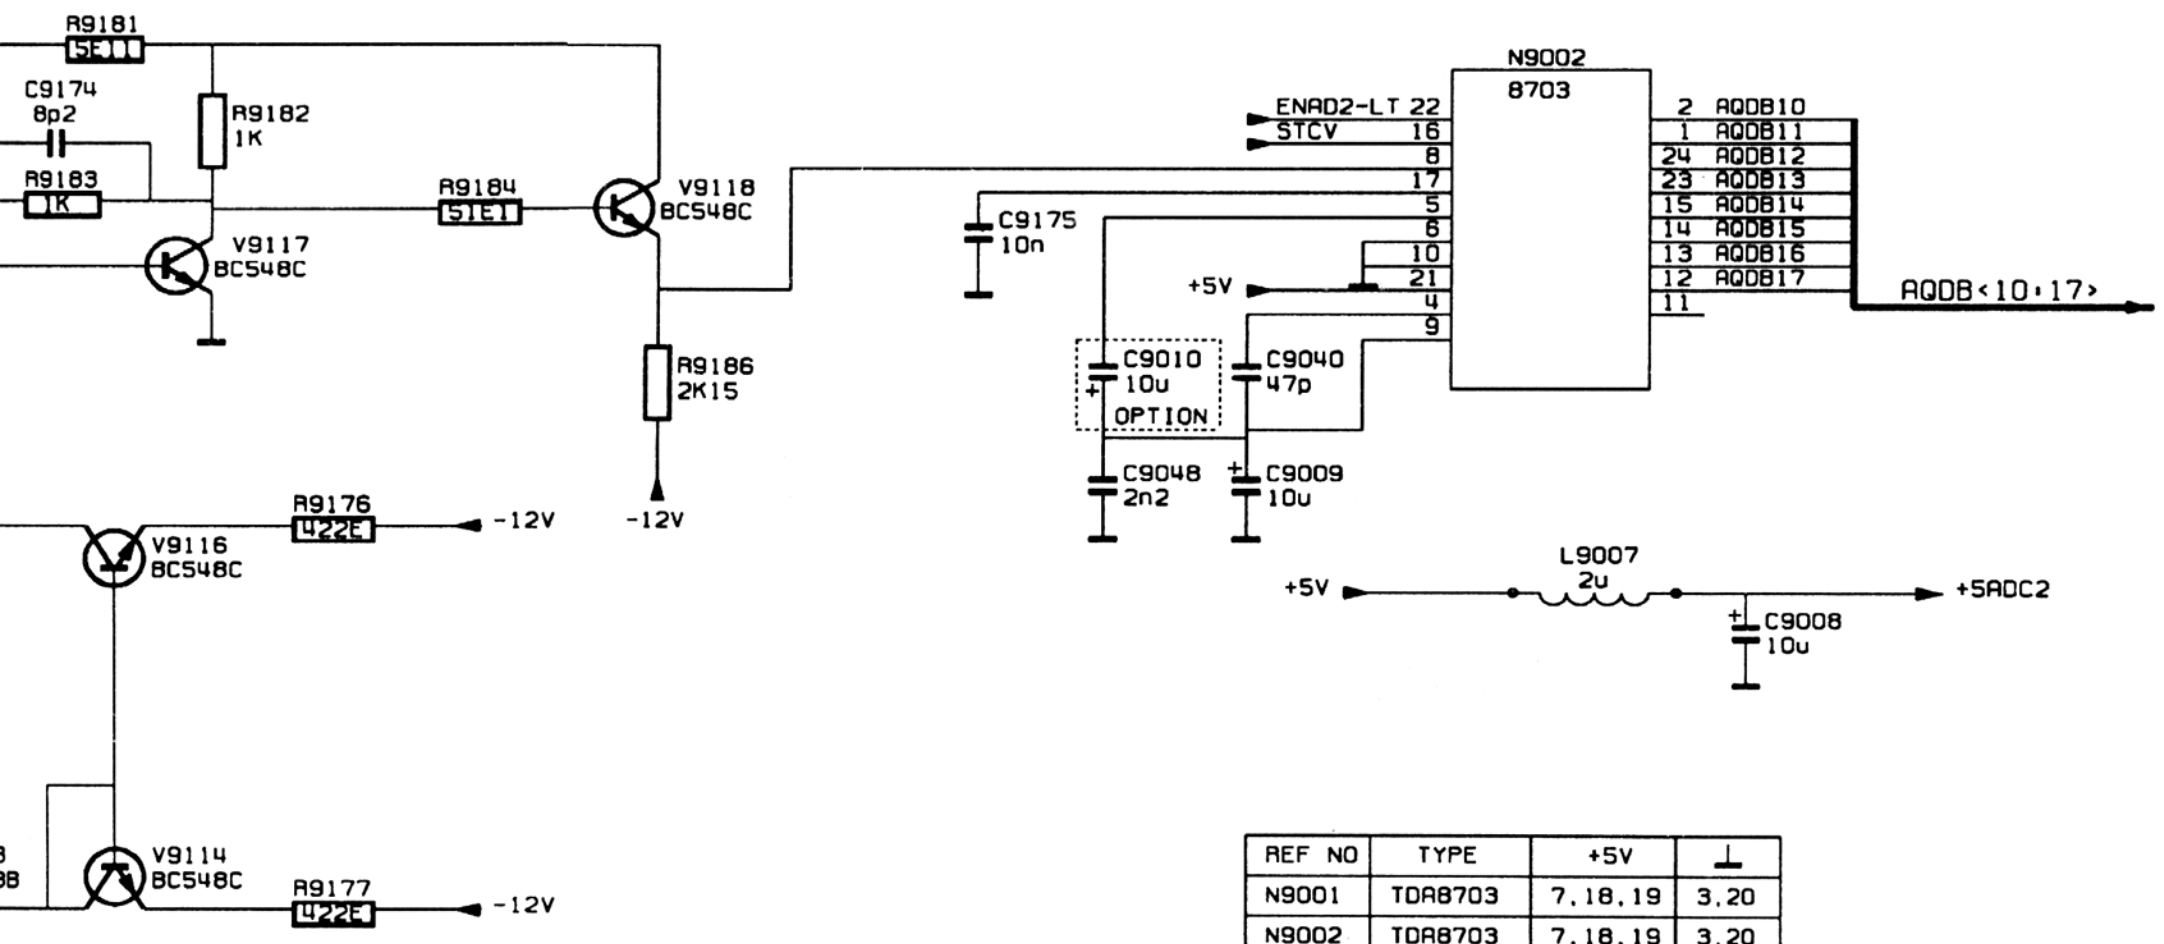 R9181
5E11
C9174
8p2
R9182
1K
R9183
1K
R9184
51E1
V9118
BC548C
V9117
BC548C
R9186
2K15
-12V
R9176
422E
-12V
V9116
BC548C
V9114
BC548C
R9177
422E
-12V
N9002
8703
ENAD2-LT 22
STCV 16
8
17
5
6
10
+5V 21
4
9
2 AQDB10
1 AQDB11
24 AQDB12
23 AQDB13
15 AQDB14
14 AQDB15
13 AQDB16
12 AQDB17
11
AQDB<10:17>
C9175
10n
+
C9010
10u
OPTION
C9040
47p
C9048
2n2
+
C9009
10u
L9007
2u
+5V
+5ADC2
+
C9008
10u
REF NO TYPE +5V
N9001 TDA8703 7,18,19 3,20
N9002 TDA8703 7,18,19 3,20